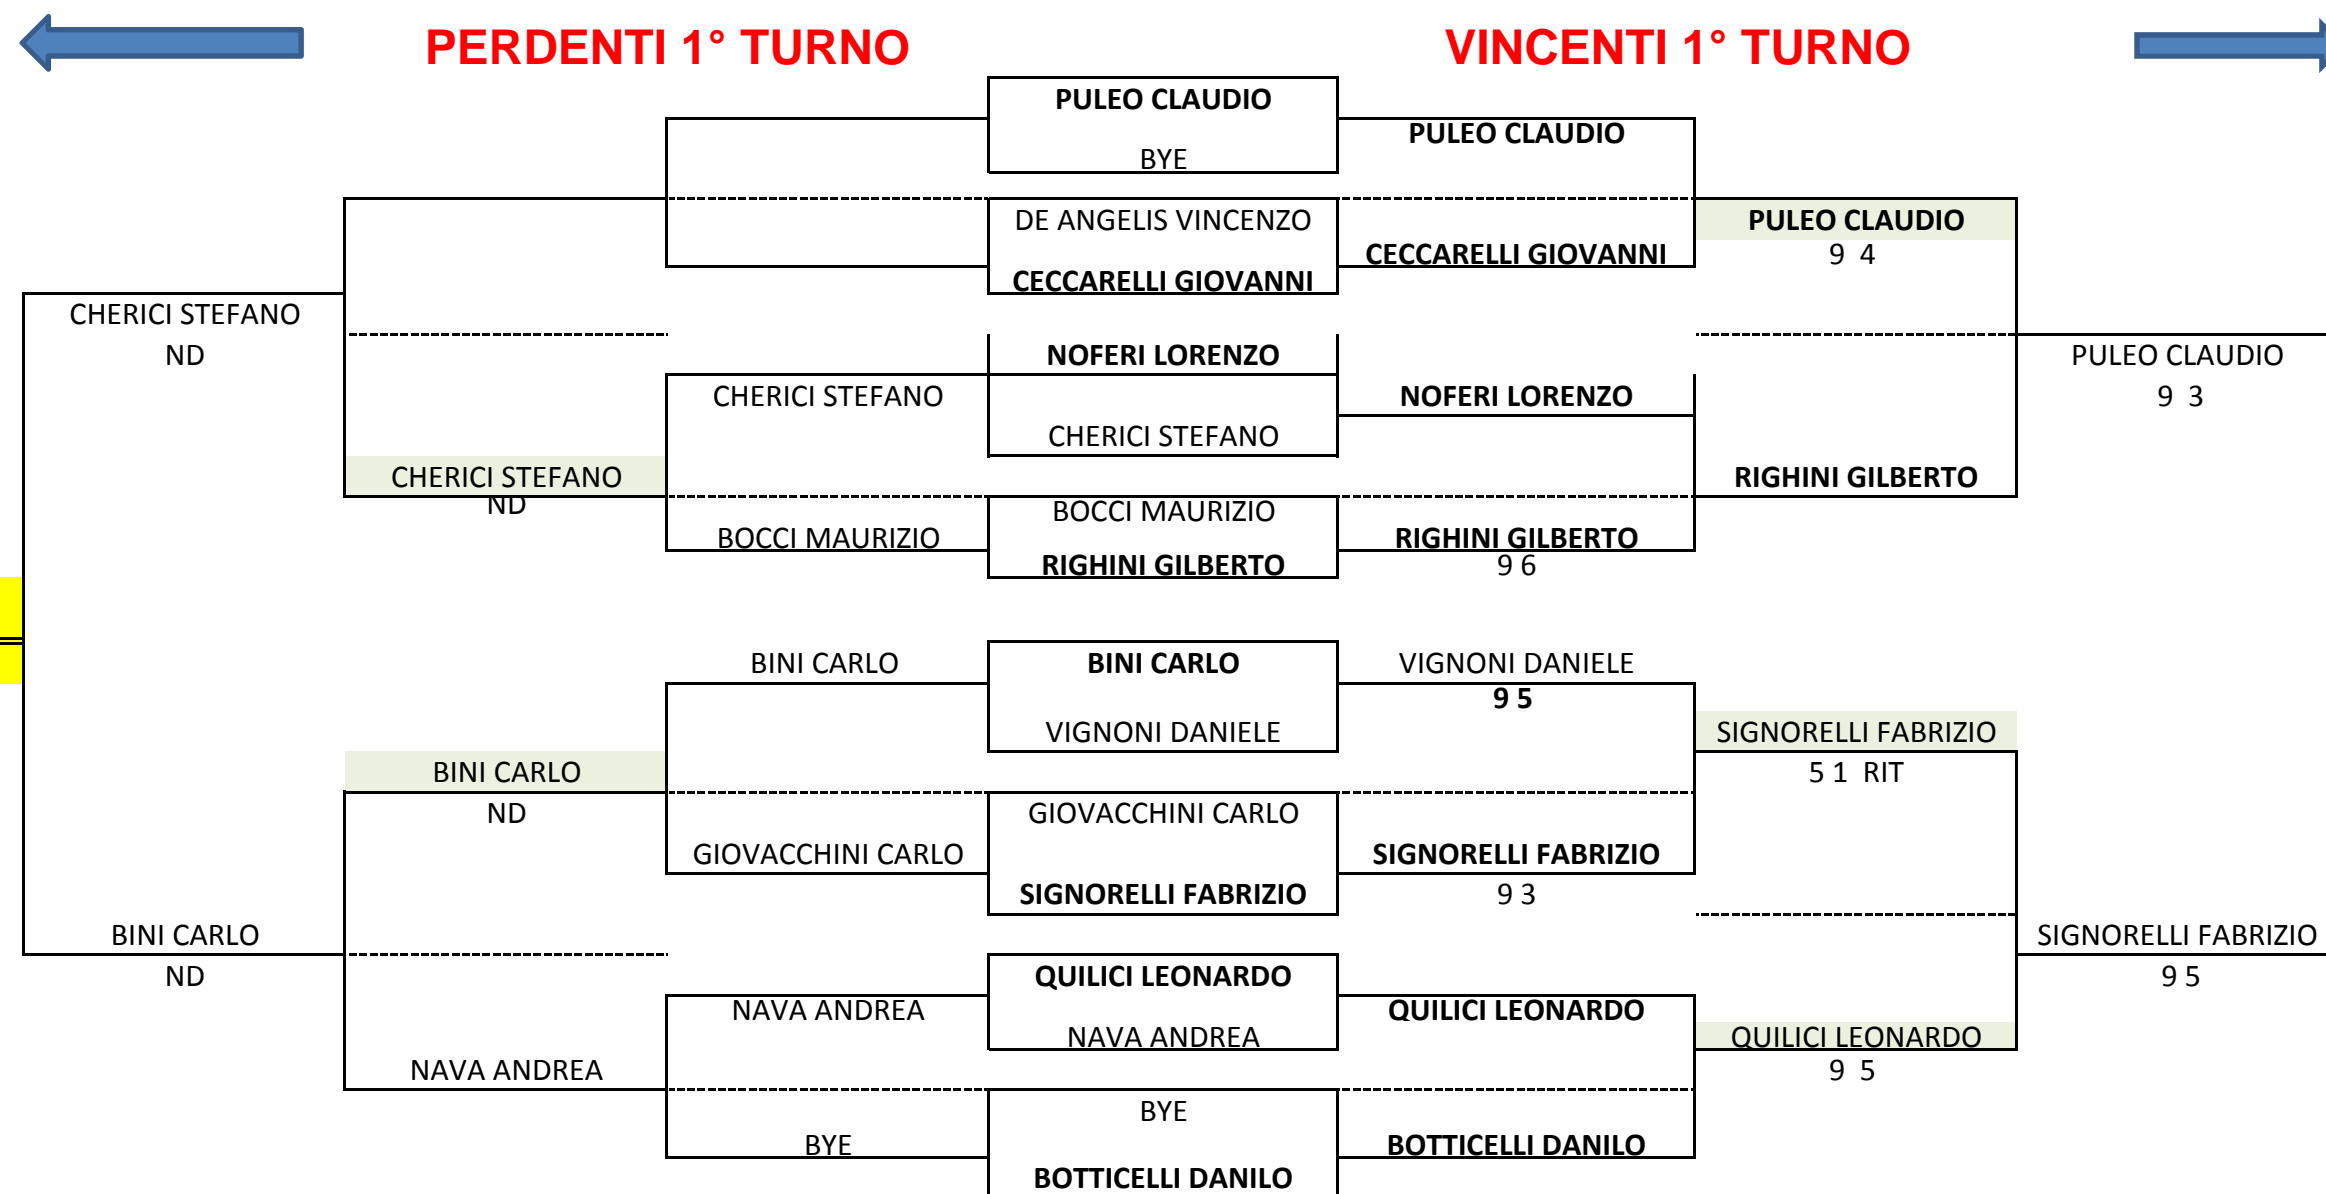 PERDENTI 1° TURNO
VINCENTI 1° TURNO
PULEO CLAUDIO
PULEO CLAUDIO
BYE
DE ANGELIS VINCENZO
PULEO CLAUDIO
CECCARELLI GIOVANNI
9 4
CECCARELLI GIOVANNI
CHERICI STEFANO
ND
NOFERI LORENZO
PULEO CLAUDIO
CHERICI STEFANO
NOFERI LORENZO
9 3
CHERICI STEFANO
CHERICI STEFANO
RIGHINI GILBERTO
ND
BOCCI MAURIZIO
BOCCI MAURIZIO
RIGHINI GILBERTO
RIGHINI GILBERTO
9 6
BINI CARLO
BINI CARLO
VIGNONI DANIELE
9 5
VIGNONI DANIELE
SIGNORELLI FABRIZIO
BINI CARLO
5 1 RIT
ND
GIOVACCHINI CARLO
GIOVACCHINI CARLO
SIGNORELLI FABRIZIO
SIGNORELLI FABRIZIO
9 3
BINI CARLO
SIGNORELLI FABRIZIO
ND
QUILICI LEONARDO
9 5
NAVA ANDREA
QUILICI LEONARDO
NAVA ANDREA
QUILICI LEONARDO
NAVA ANDREA
9 5
BYE
BYE
BOTTICELLI DANILO
BOTTICELLI DANILO